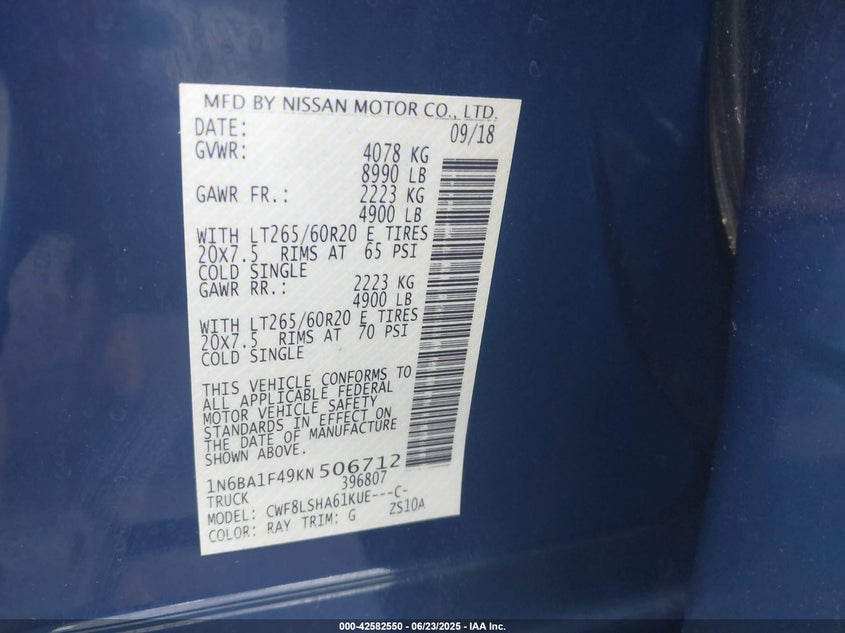 MFD BY NISSAN MOTOR CO., LTD.
DATE: 09/18
GVWR: 4078 KG
8990 LB
GAWR FR.: 2223 KG
4900 LB
WITH LT265/60R20 E TIRES
20X7.5 RIMS AT 65 PSI
COLD SINGLE
GAWR RR.: 2223 KG
4900 LB
WITH LT265/60R20 E TIRES
20X7.5 RIMS AT 70 PSI
COLD SINGLE
THIS VEHICLE CONFORMS TO
ALL APPLICABLE FEDERAL
MOTOR VEHICLE SAFETY
STANDARDS IN EFFECT ON
THE DATE OF MANUFACTURE
SHOWN ABOVE.
1N6BA1F49KN506712
TRUCK 396807
MODEL: CWF8LSHA61KUE---C-
COLOR: RAY TRIM: G ZS10A
000-42582550 - 06/23/2025 - IAA Inc.